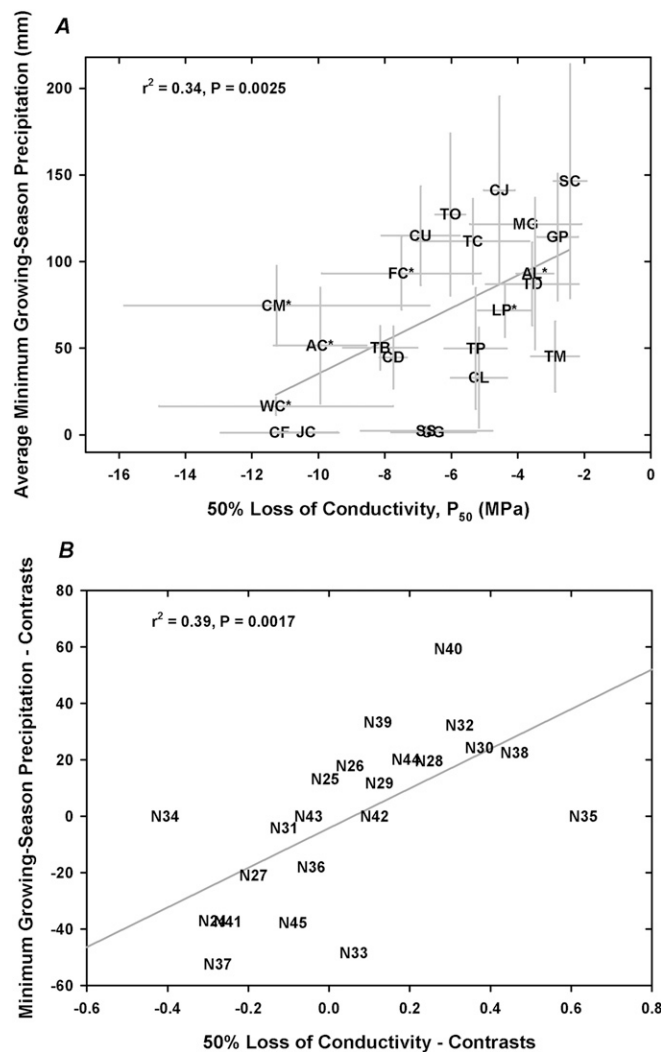 A
Average Minimum Growing-Season Precipitation (mm)
r² = 0.34, P = 0.0025
200
150
100
50
0
SC
CJ
TO
MG
CU
TC
GP
FC*
AL*
TD
CM*
LP*
AC*
TB
CD
TP
TM
CL
WC*
CF JC
SS
-16 -14 -12 -10 -8 -6 -4 -2 0
50% Loss of Conductivity, P₅₀ (MPa)
B
Minimum Growing-Season Precipitation - Contrasts
r² = 0.39, P = 0.0017
80
60
40
20
0
-20
-40
-60
N40
N39
N32
N30
N38
N44
N28
N26
N25
N29
N34
N43
N42
N35
N31
N36
N27
N41
N45
N33
N37
-0.6 -0.4 -0.2 0.0 0.2 0.4 0.6 0.8
50% Loss of Conductivity - Contrasts